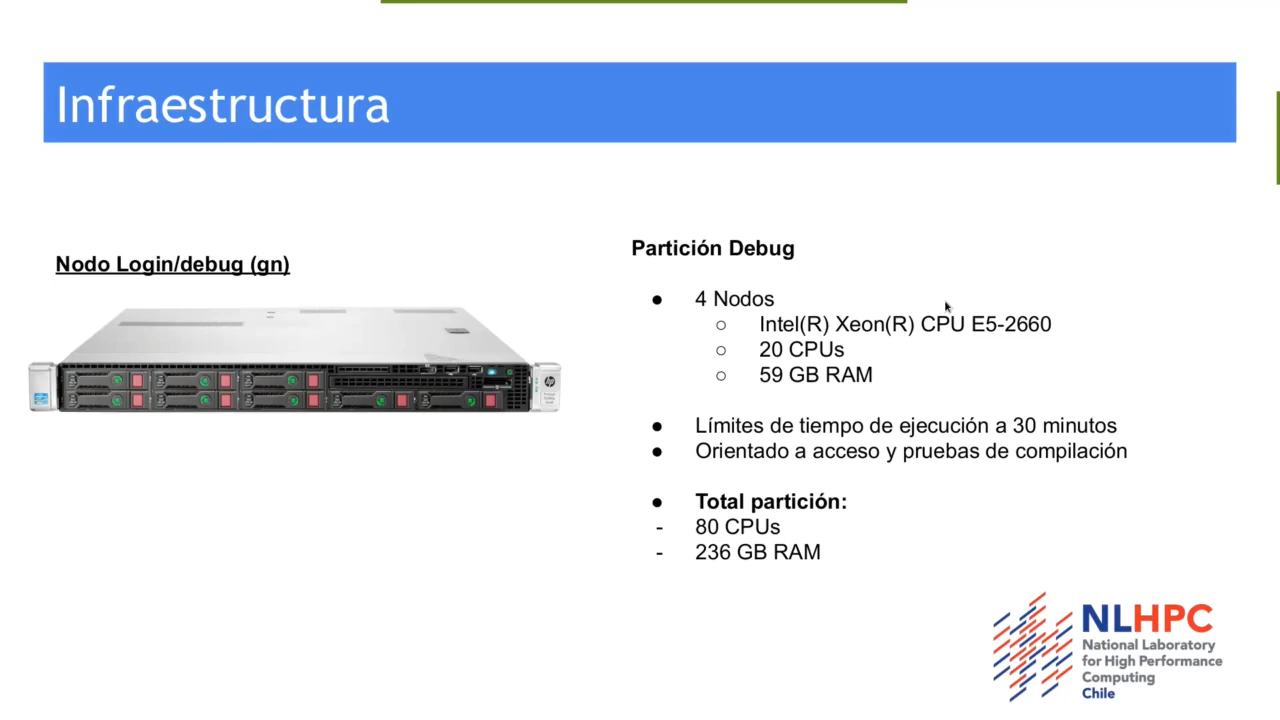 Infraestructura
Nodo Login/debug (gn)
Partición Debug
● 4 Nodos
○ Intel(R) Xeon(R) CPU E5-2660
○ 20 CPUs
○ 59 GB RAM
● Límites de tiempo de ejecución a 30 minutos
● Orientado a acceso y pruebas de compilación
● Total partición:
- 80 CPUs
- 236 GB RAM
NLHPC
National Laboratory
for High Performance
Computing
Chile